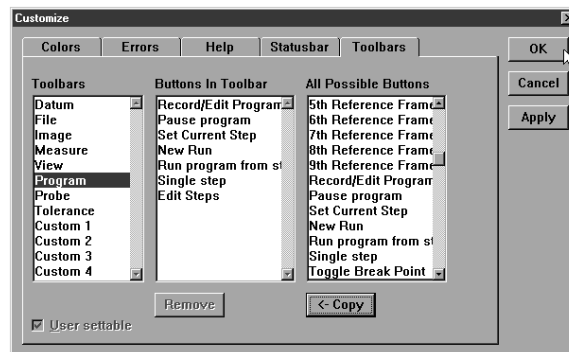 Customize
Colors Errors Help Statusbar Toolbars
OK
Cancel
Apply
Toolbars
Datum
File
Image
Measure
View
Program
Probe
Tolerance
Custom 1
Custom 2
Custom 3
Custom 4
Buttons In Toolbar
Record/Edit Program
Pause program
Set Current Step
New Run
Run program from st
Single step
Edit Steps
Remove
All Possible Buttons
5th Reference Frame
6th Reference Frame
7th Reference Frame
8th Reference Frame
9th Reference Frame
Record/Edit Program
Pause program
Set Current Step
New Run
Run program from st
Single step
Toggle Break Point
<- Copy
User settable